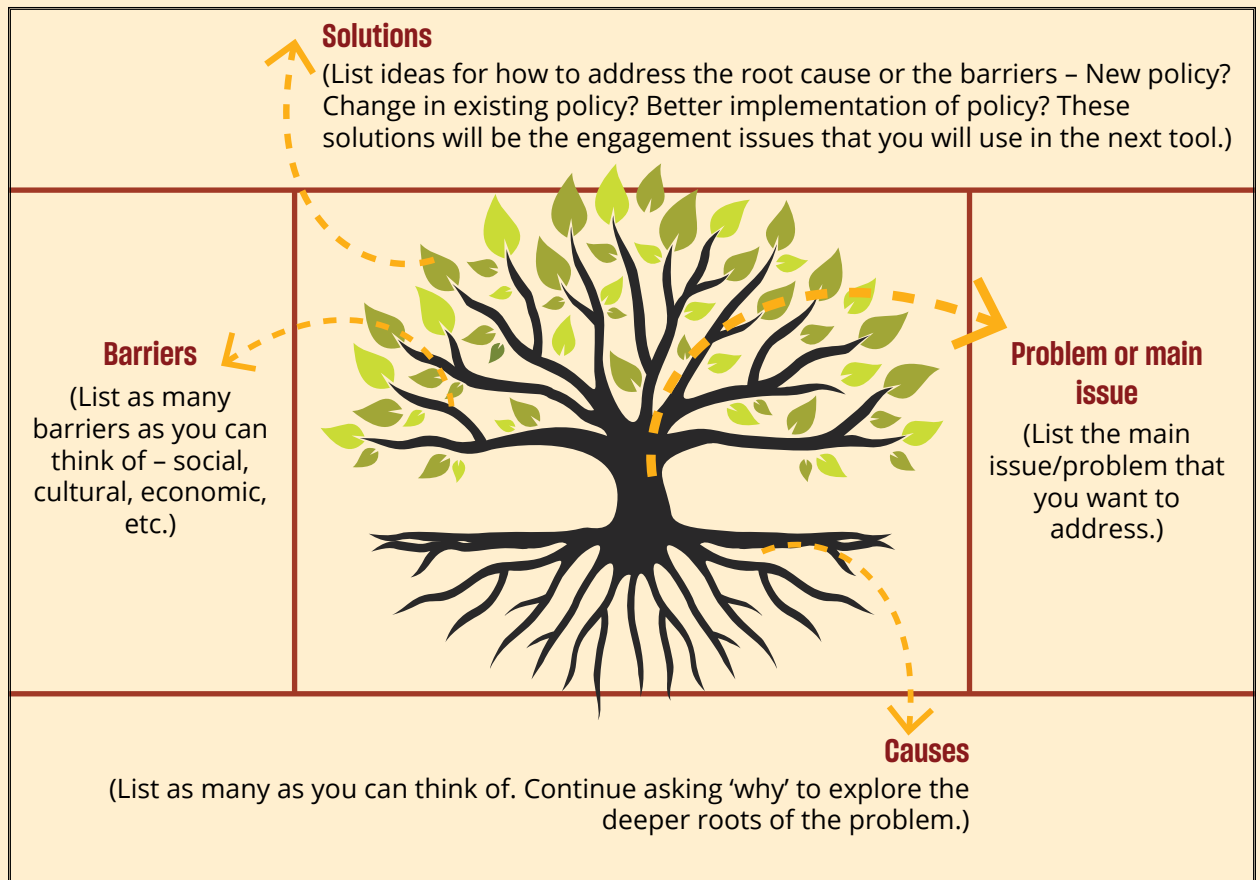 Solutions
(List ideas for how to address the root cause or the barriers – New policy?
Change in existing policy? Better implementation of policy? These
solutions will be the engagement issues that you will use in the next tool.)
Barriers
(List as many
barriers as you can
think of – social,
cultural, economic,
etc.)
Problem or main
issue
(List the main
issue/problem that
you want to
address.)
Causes
(List as many as you can think of. Continue asking ‘why’ to explore the
deeper roots of the problem.)